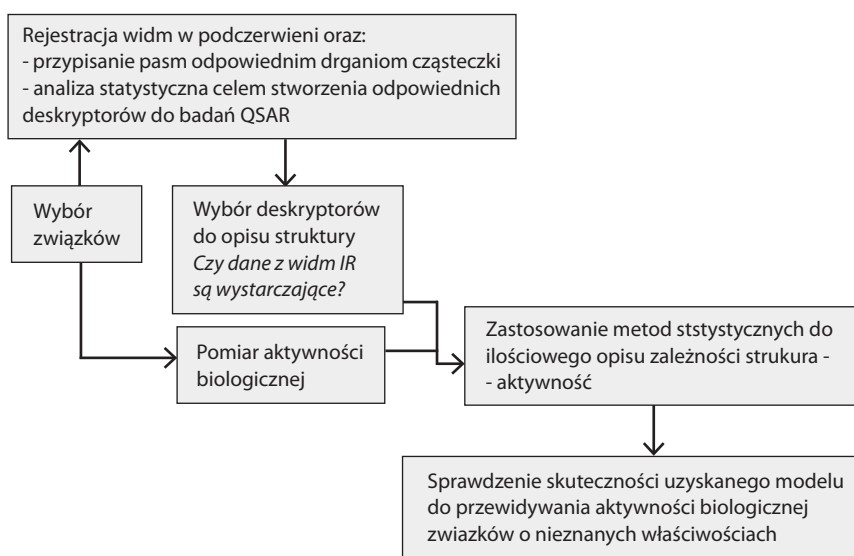 Rejestracja widm w podczerwieni oraz:
- przypisanie pasm odpowiednim drganiom cząsteczki
- analiza statystyczna celem stworzenia odpowiednich
deskryptorów do badań QSAR
Wybór
związków
Wybór deskryptorów
do opisu struktury
Czy dane z widm IR
są wystarczające?
Pomiar aktywności
biologicznej
Zastosowanie metod ststystycznych do
ilościowego opisu zależności strukura -
- aktywność
Sprawdzenie skuteczności uzyskanego modelu
do przewidywania aktywności biologicznej
zwiazków o nieznanych właściwościach